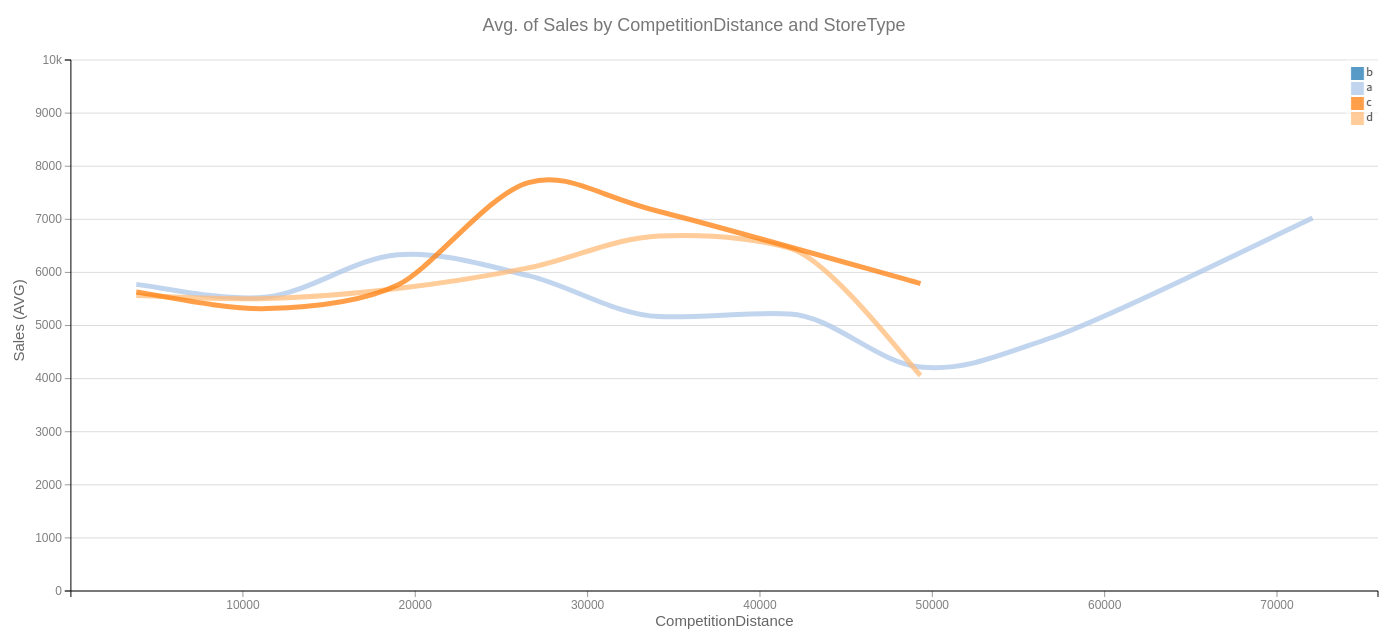 Avg. of Sales by CompetitionDistance and StoreType
10k
9000
8000
7000
6000
5000
4000
3000
2000
1000
0
Sales (AVG)
b
a
c
d
10000 20000 30000 40000 50000 60000 70000
CompetitionDistance